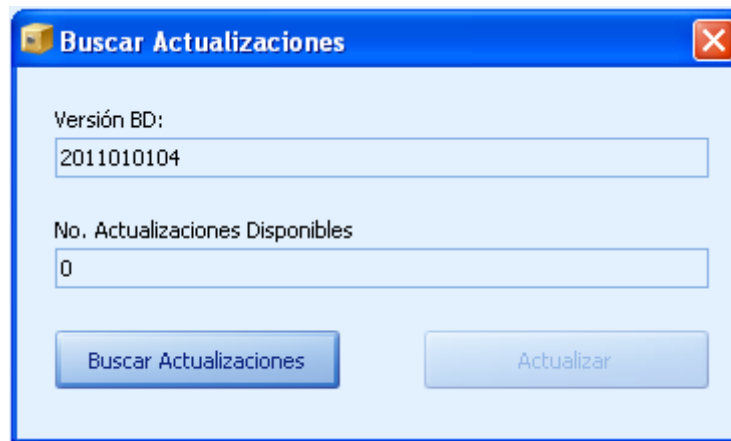 Buscar Actualizaciones
Versión BD:
2011010104
No. Actualizaciones Disponibles
0
Buscar Actualizaciones
Actualizar